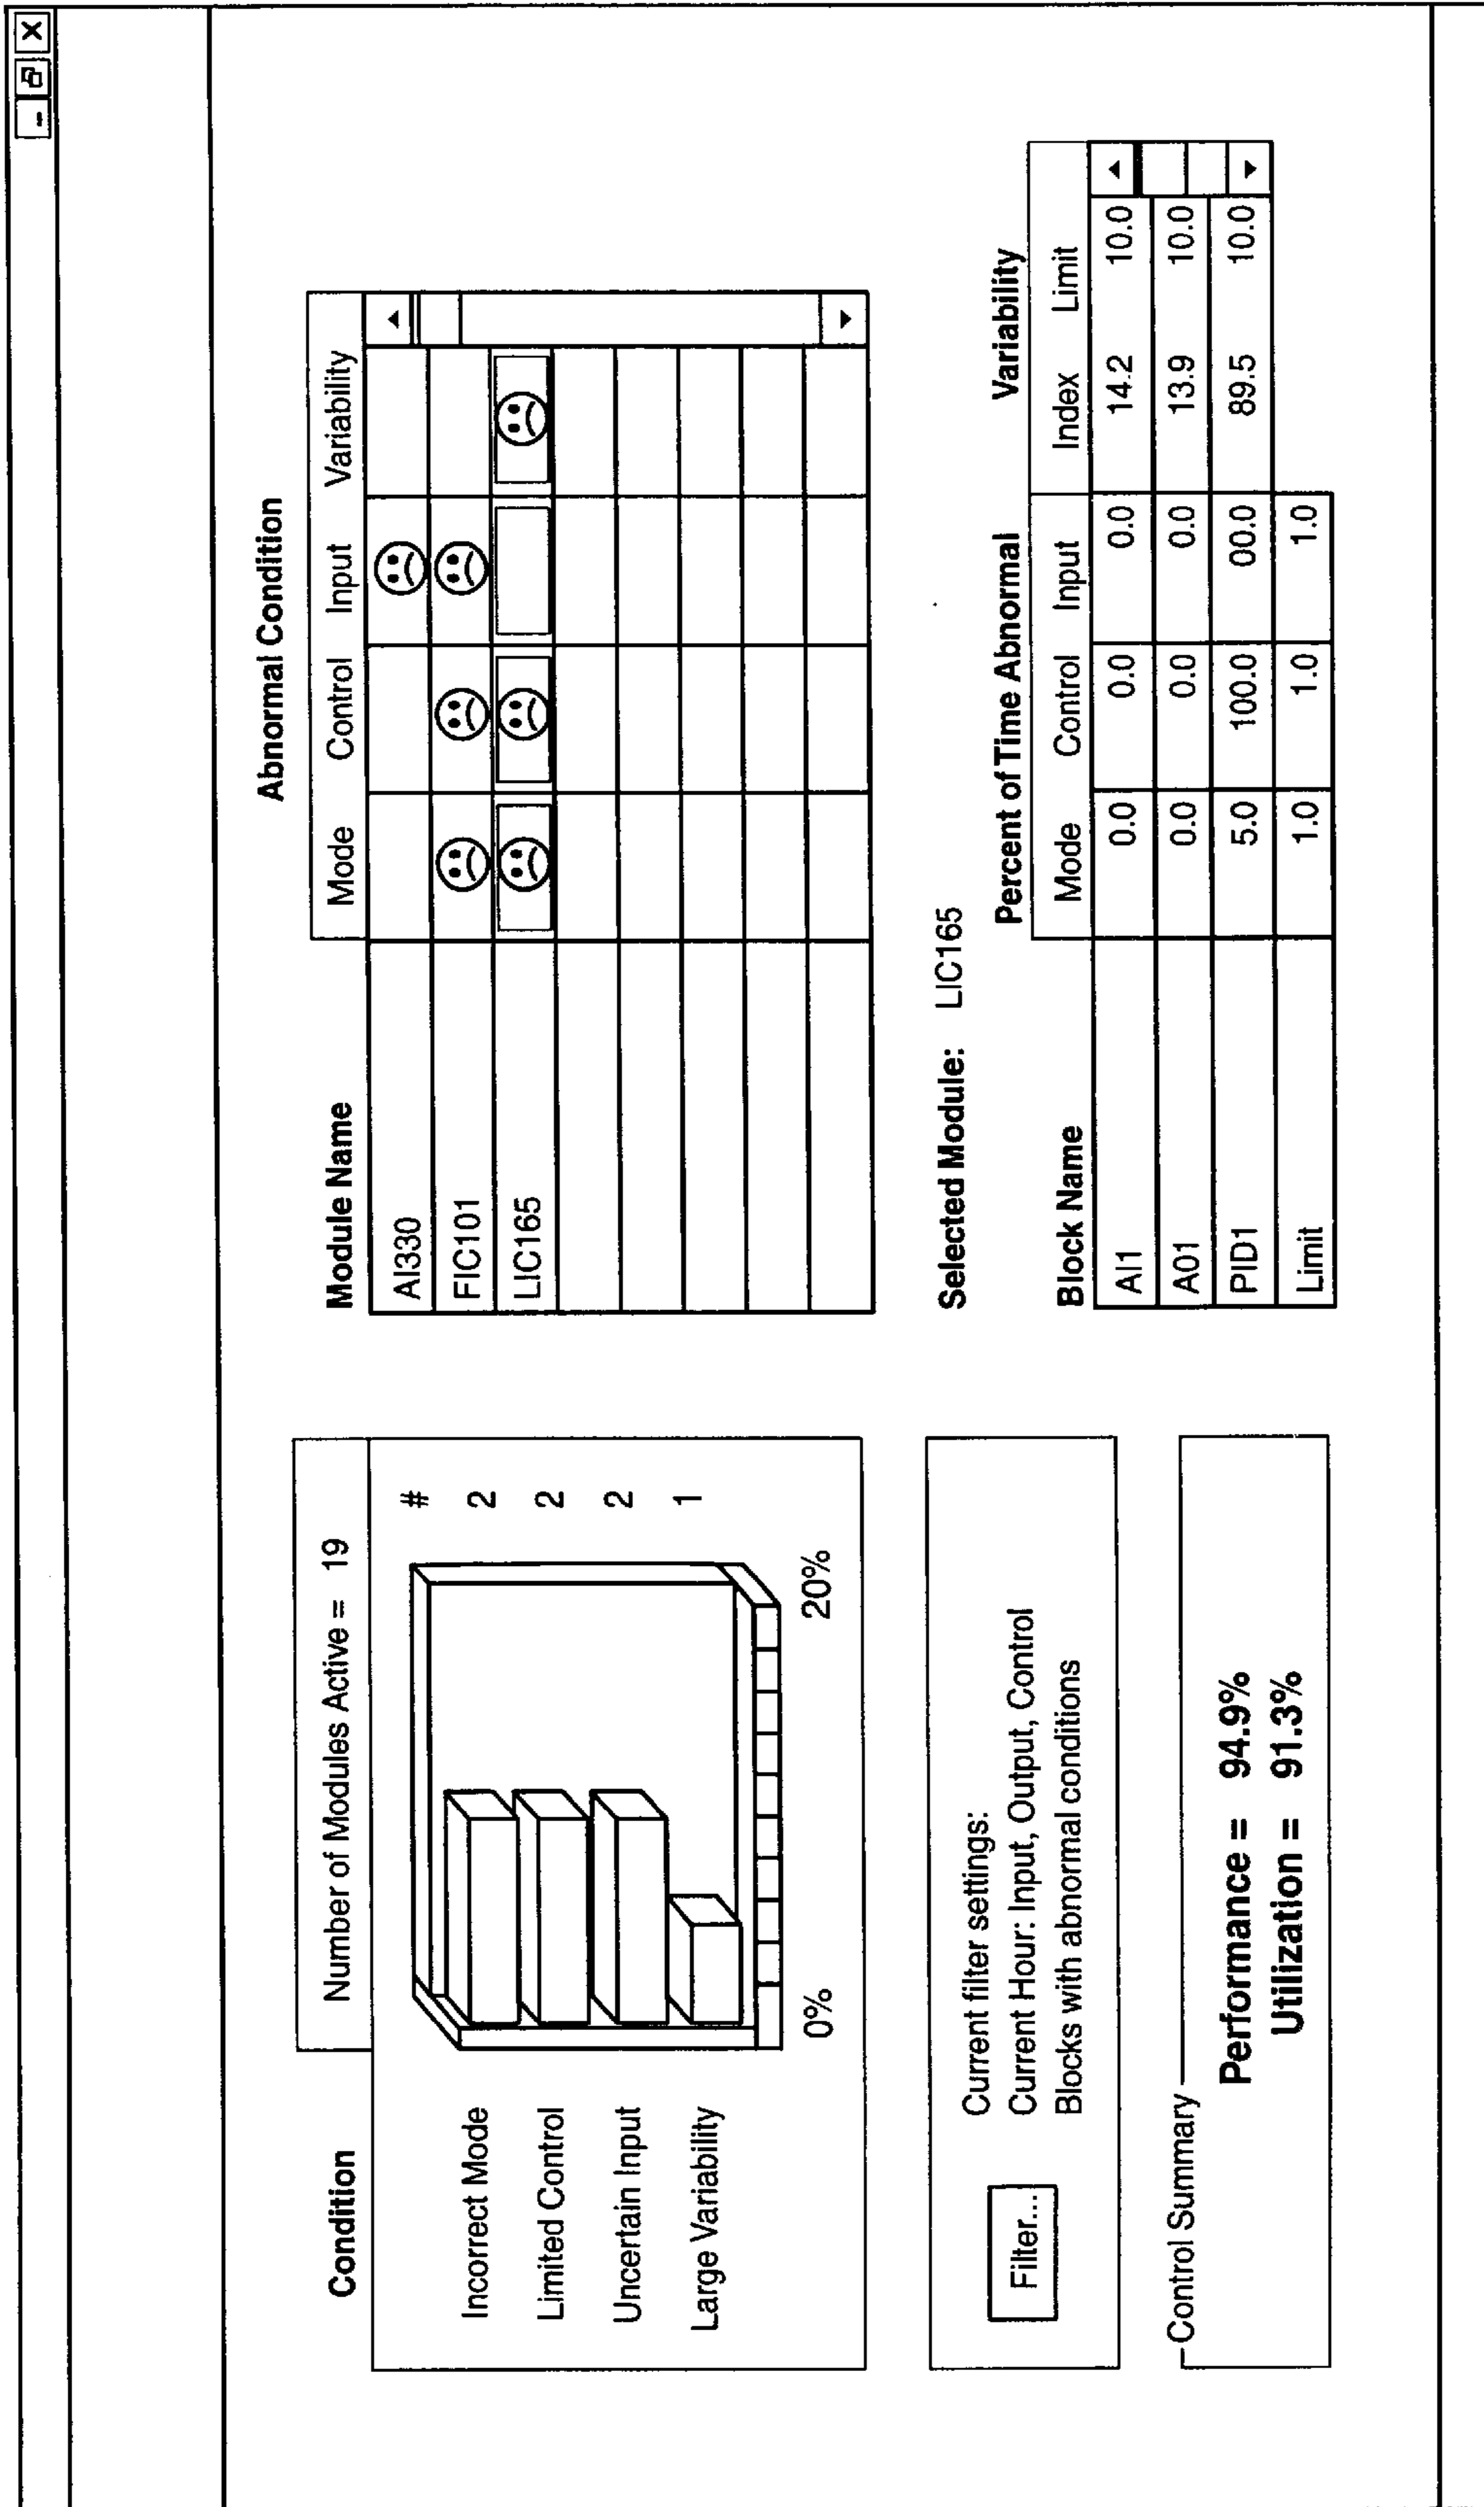 Condition
Number of Modules Active = 19
#
Incorrect Mode 2
Limited Control 2
Uncertain Input 2
Large Variability 1
0% 20%
Filter...
Current filter settings:
Current Hour: Input, Output, Control
Blocks with abnormal conditions
Control Summary
Performance = 94.9%
Utilization = 91.3%
Abnormal Condition
Module Name Mode Control Input Variability
AI330
FIC101
LIC165
Selected Module: LIC165
Percent of Time Abnormal Variability
Block Name Mode Control Input Index Limit
AI1 0.0 0.0 0.0 14.2 10.0
A01 0.0 0.0 0.0 13.9 10.0
PID1 5.0 100.0 00.0 89.5 10.0
Limit 1.0 1.0 1.0